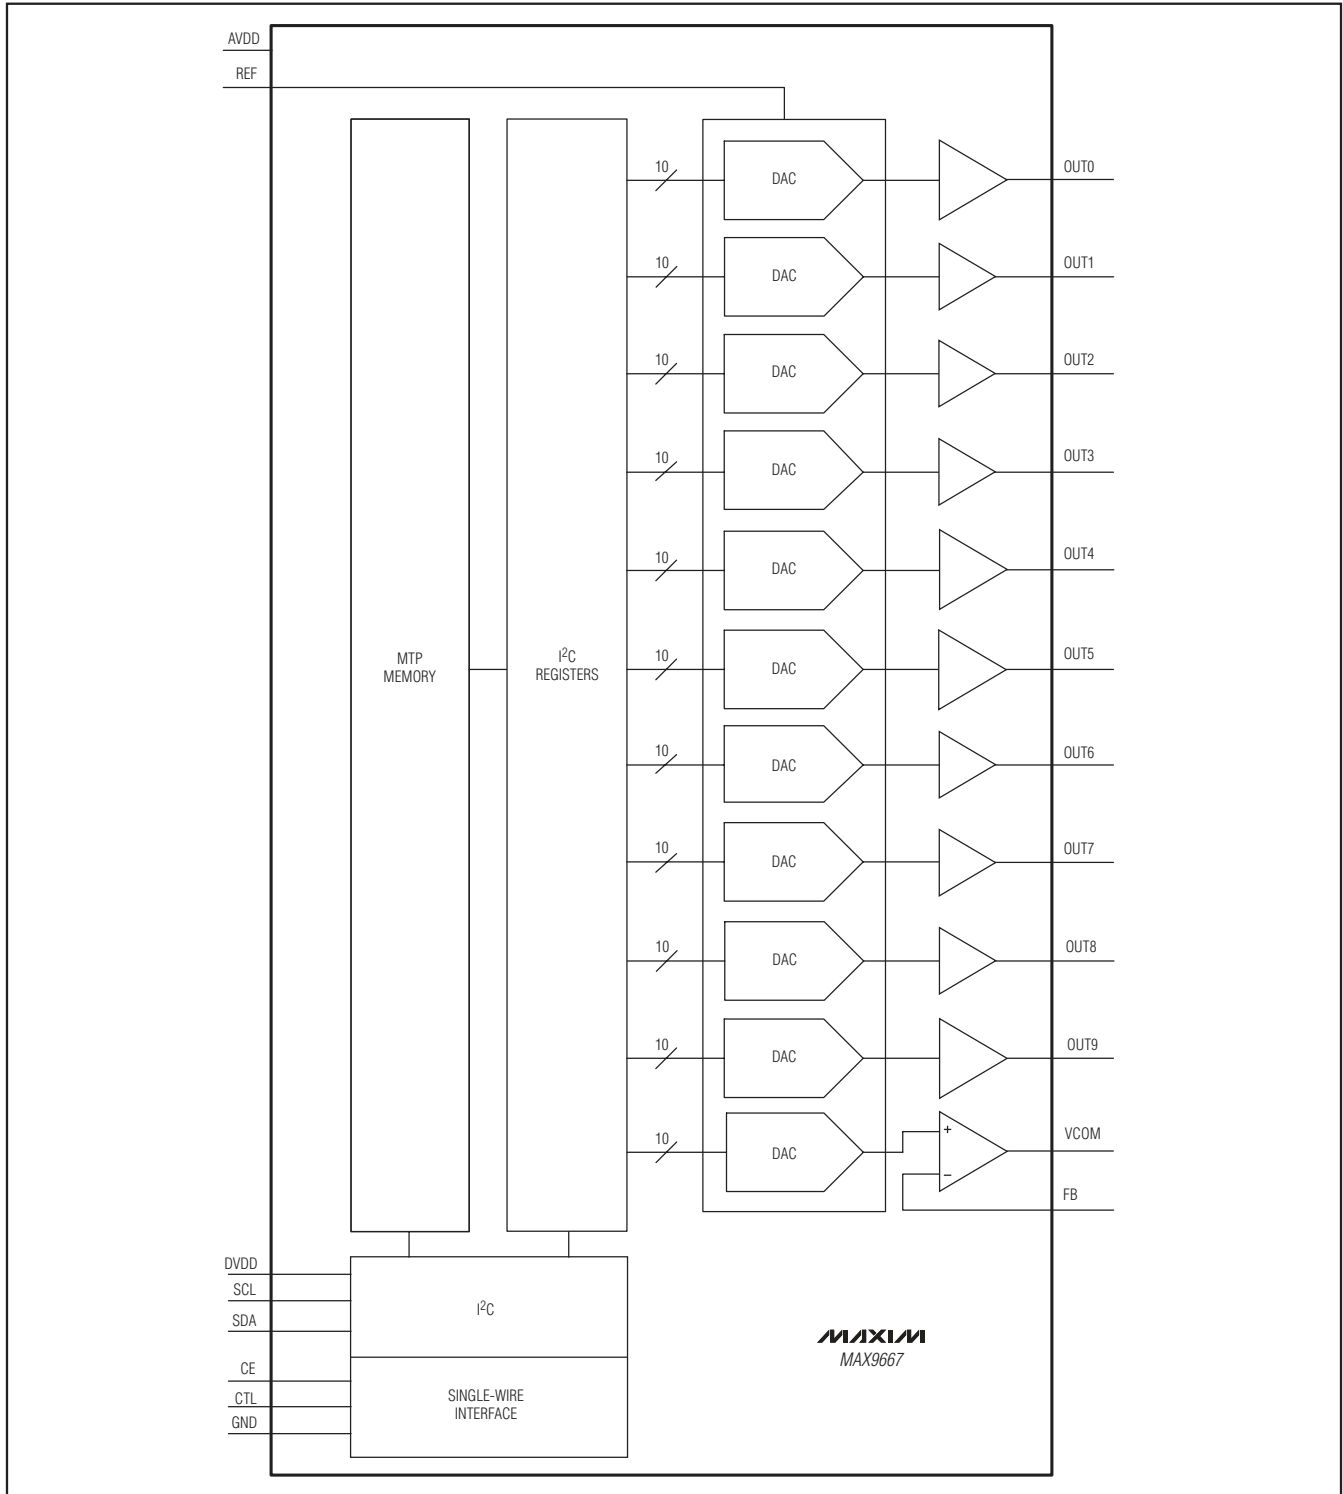 AVDD
REF
10
DAC
OUT0
10
DAC
OUT1
10
DAC
OUT2
10
DAC
OUT3
10
DAC
OUT4
MTP
MEMORY
I²C
REGISTERS
10
DAC
OUT5
10
DAC
OUT6
10
DAC
OUT7
10
DAC
OUT8
10
DAC
OUT9
10
DAC
+
−
VCOM
FB
DVDD
SCL
SDA
I²C
CE
CTL
GND
SINGLE-WIRE
INTERFACE
MAXIM
MAX9667